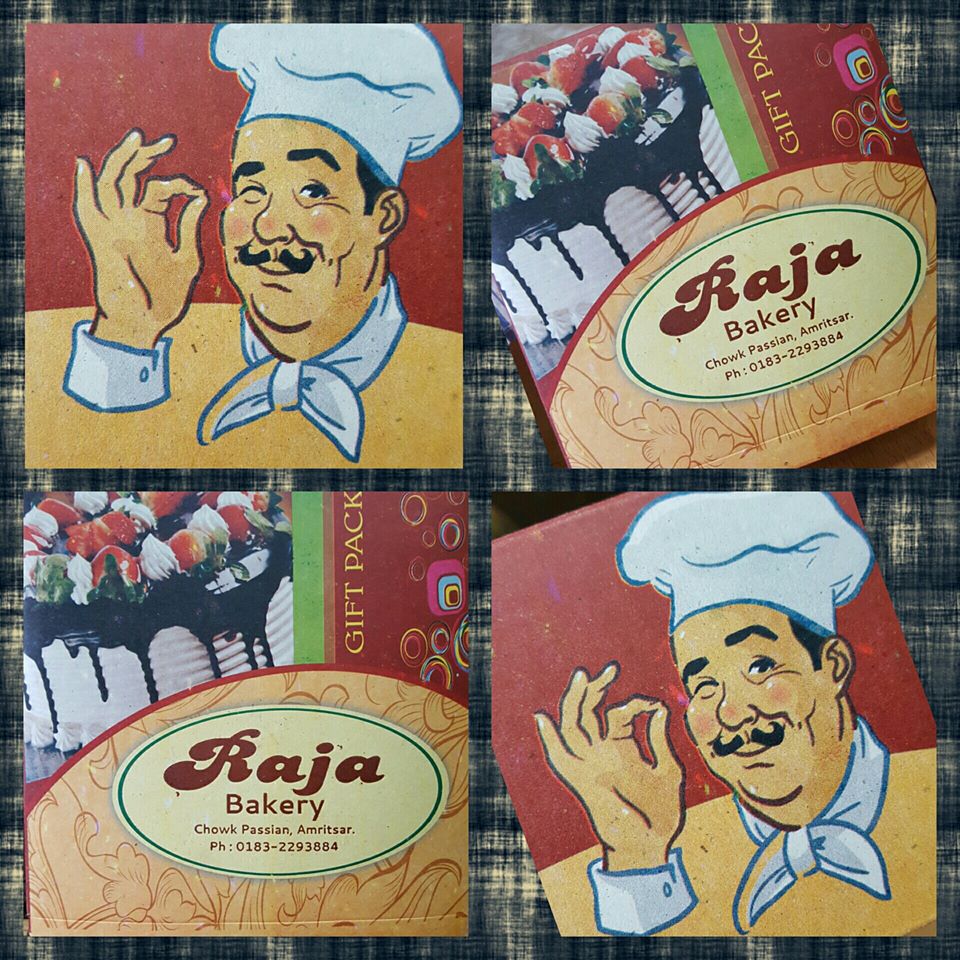 GIFT PAC
Raja
Bakery
Chowk Passian, Amritsar.
Ph : 0183-2293884
GIFT PACK
Raja
Bakery
Chowk Passian, Amritsar.
Ph : 0183-2293884